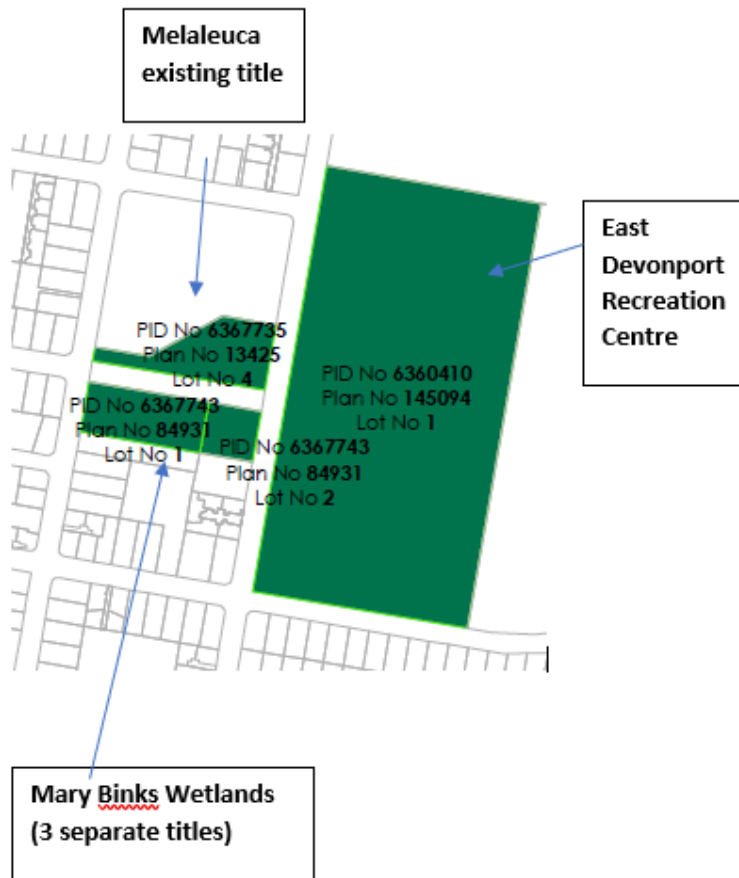 Melaleuca
existing title
East
Devonport
Recreation
Centre
PID No 6367735
Plan No 13425
Lot No 4
PID No 6360410
Plan No 145094
Lot No 1
PID No 6367743
Plan No 84931
Lot No 1
PID No 6367743
Plan No 84931
Lot No 2
Mary Binks Wetlands
(3 separate titles)